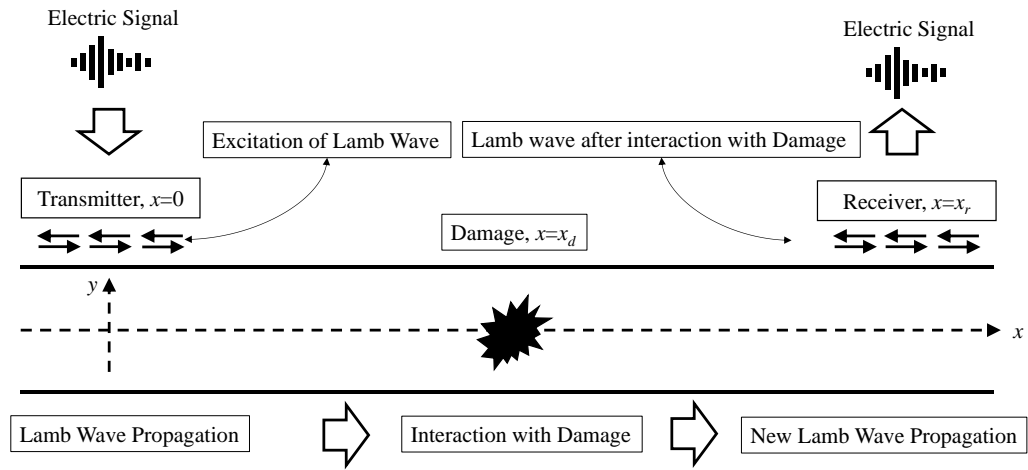 Electric Signal
Electric Signal
Excitation of Lamb Wave
Lamb wave after interaction with Damage
Transmitter, x=0
Receiver, x=xᵣ
Damage, x=x_d
y
x
Lamb Wave Propagation
Interaction with Damage
New Lamb Wave Propagation